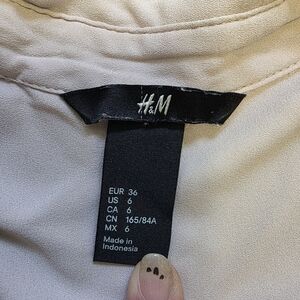 H&M
EUR 36
US 6
CA 6
CN 165/84A
MX 6
Made in
Indonesia